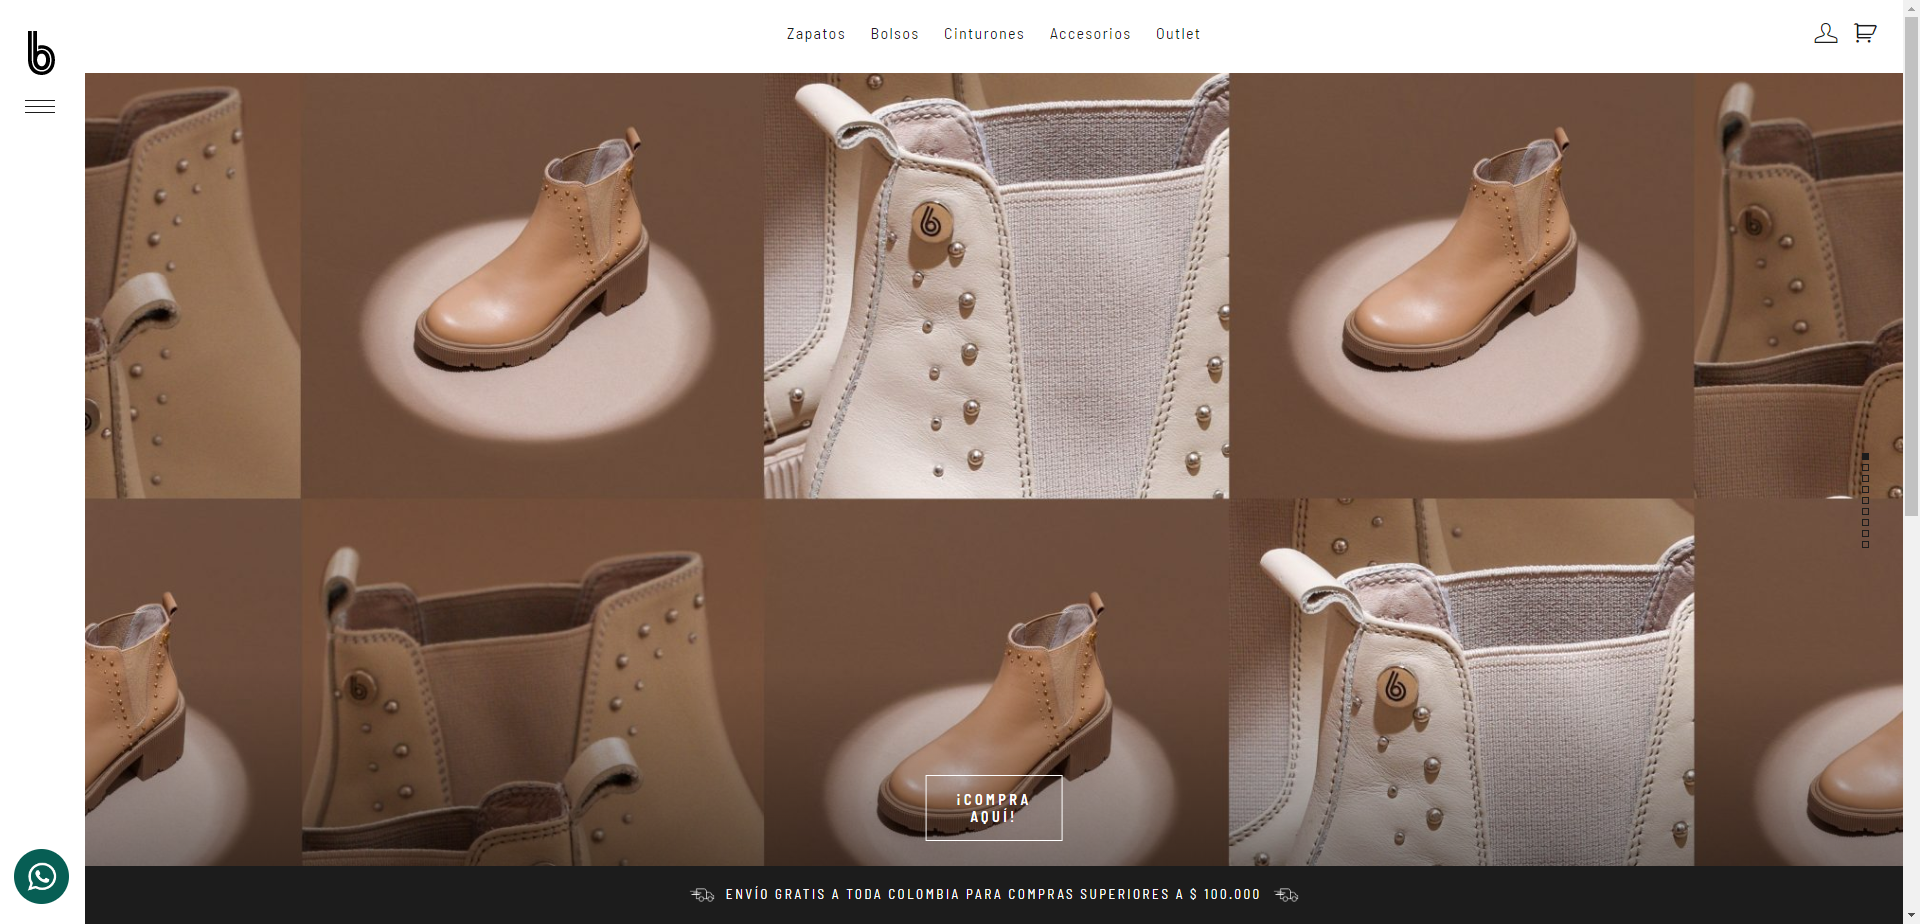 Zapatos Bolsos Cinturones Accesorios Outlet
¡COMPRA
AQUÍ!
ENVÍO GRATIS A TODA COLOMBIA PARA COMPRAS SUPERIORES A $ 100.000